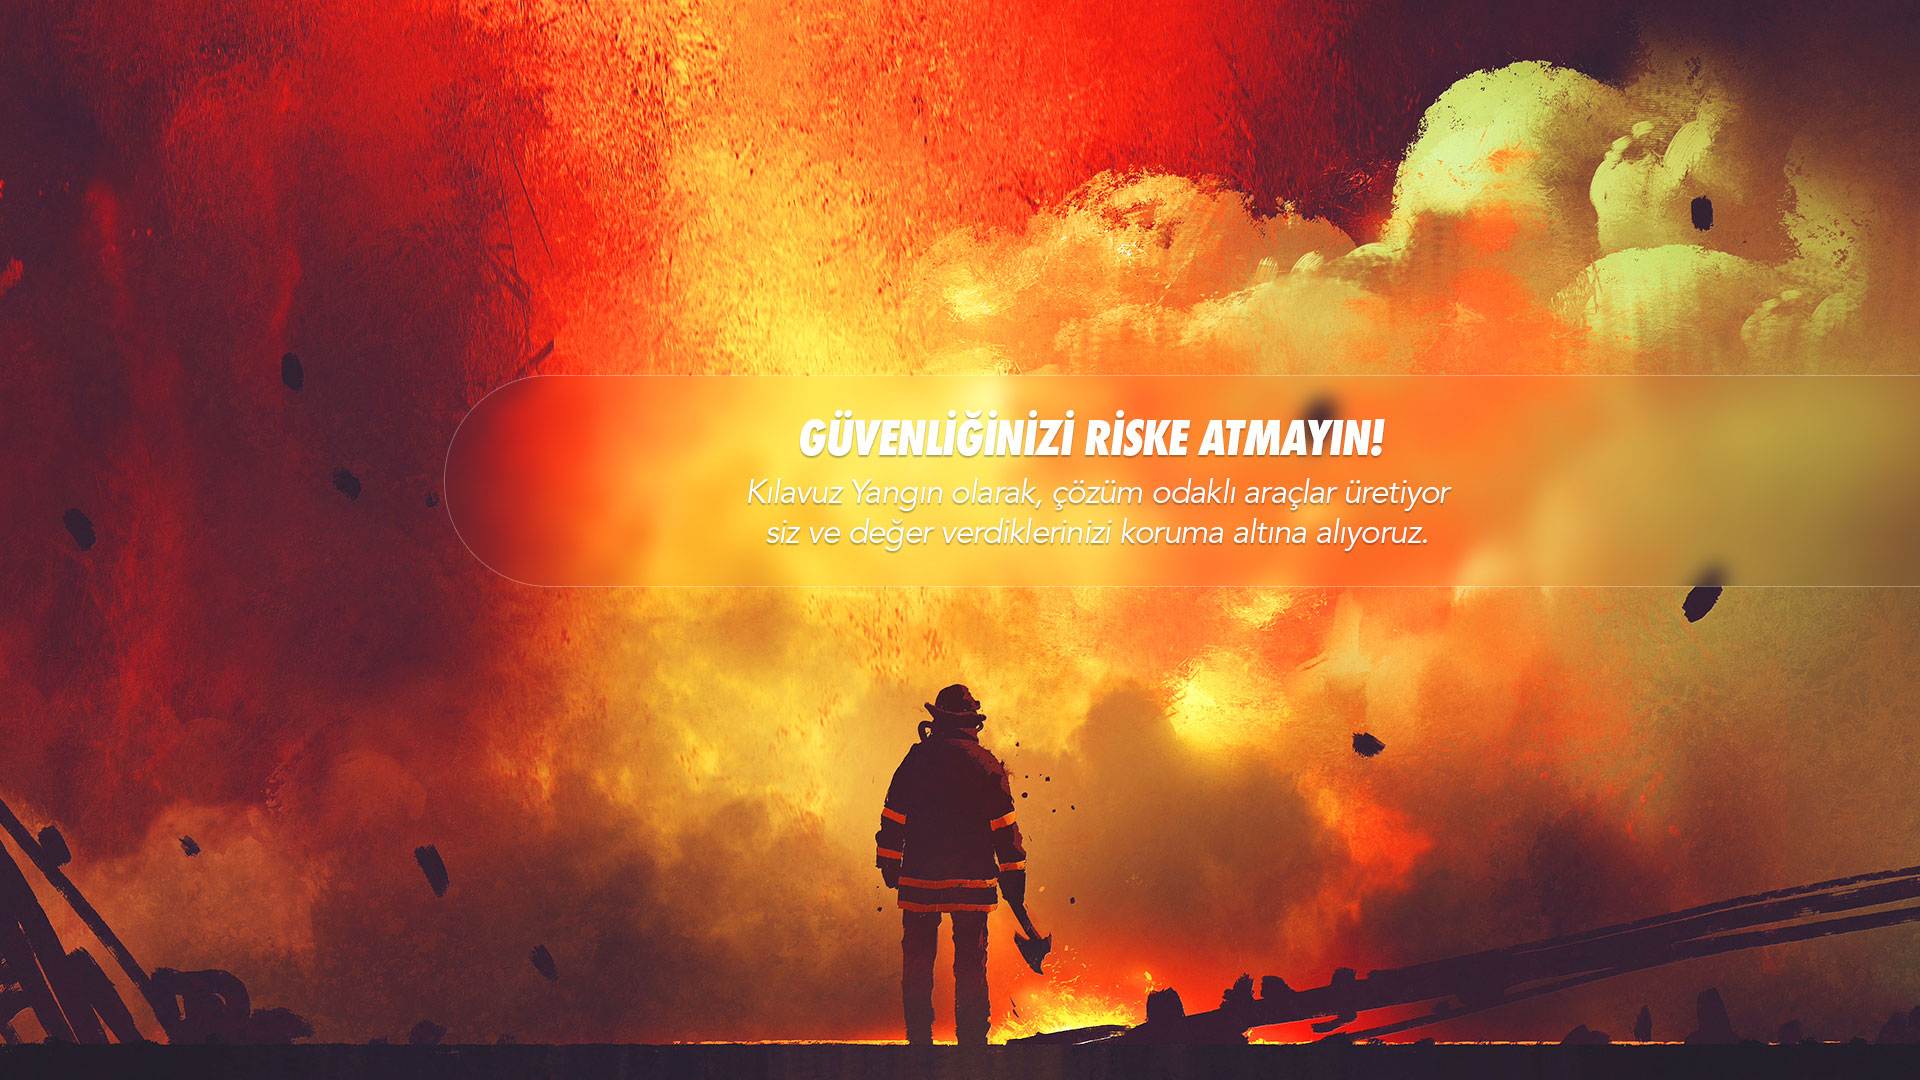 GÜVENLİĞİNİZİ RİSKE ATMAYIN!
Kılavuz Yangın olarak, çözüm odaklı araçlar üretiyor
siz ve değer verdiklerinizi koruma altına alıyoruz.